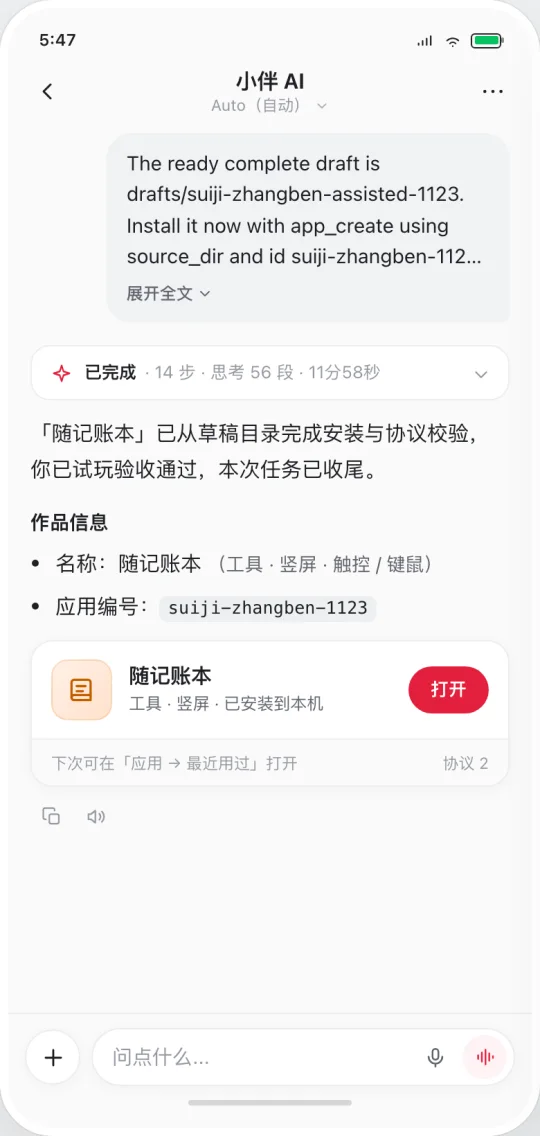 5:47
小伴 AI
Auto（自动）
The ready complete draft is
drafts/suiji-zhangben-assisted-1123.
Install it now with app_create using
source_dir and id suiji-zhangben-112...
展开全文
已完成 · 14 步 · 思考 56 段 · 11分58秒
「随记账本」已从草稿目录完成安装与协议校验，
你已试玩验收通过，本次任务已收尾。
作品信息
• 名称：随记账本（工具 · 竖屏 · 触控 / 键鼠）
• 应用编号：suiji-zhangben-1123
随记账本
工具 · 竖屏 · 已安装到本机
打开
下次可在「应用 → 最近用过」打开
协议 2
问点什么...